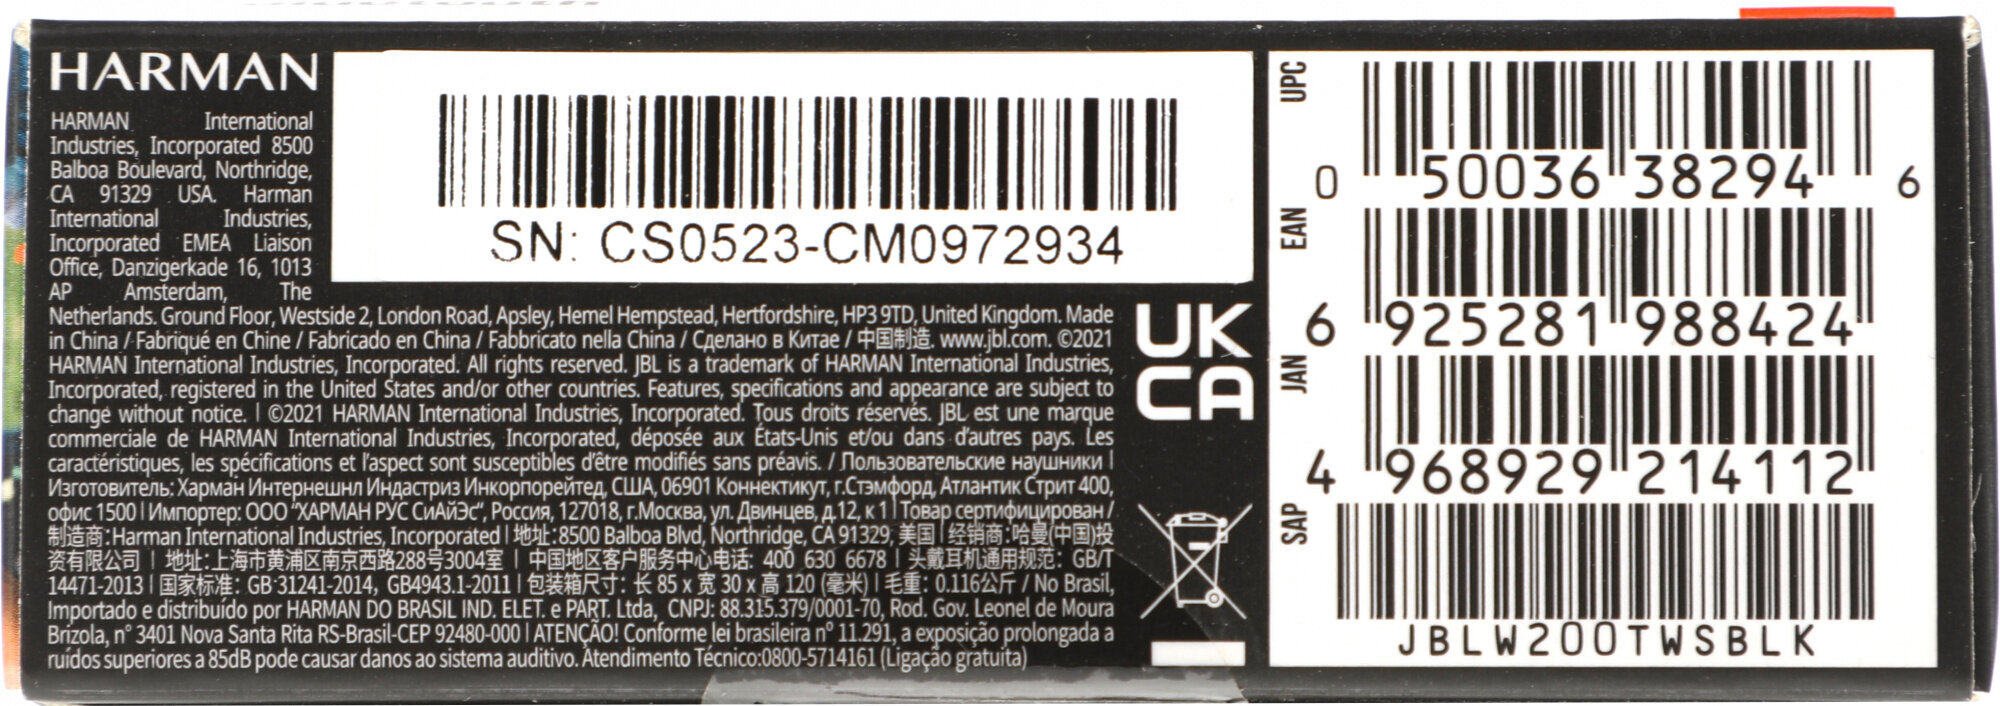 HARMAN
HARMAN International
Industries, Incorporated 8500
Balboa Boulevard, Northridge,
CA 91329 USA. Harman
International Industries,
Incorporated EMEA Liaison
Office, Danzigerkade 16, 1013
AP Amsterdam, The
Netherlands. Ground Floor, Westside 2, London Road, Apsley, Hemel Hempstead, Hertfordshire, HP3 9TD, United Kingdom. Made
in China / Fabriqué en Chine / Fabricado en China / Fabbricato nella China / Сделано в Китае / 中国制造. www.jbl.com. ©2021
HARMAN International Industries, Incorporated. All rights reserved. JBL is a trademark of HARMAN International Industries,
Incorporated, registered in the United States and/or other countries. Features, specifications and appearance are subject to
change without notice. | ©2021 HARMAN International Industries, Incorporated. Tous droits réservés. JBL est une marque
commerciale de HARMAN International Industries, Incorporated, déposée aux États-Unis et/ou dans d'autres pays. Les
caractéristiques, les spécifications et l'aspect sont susceptibles d'être modifiés sans préavis. / Пользовательские наушники |
Изготовитель: Харман Интернешнл Индастриз Инкорпорейтед, США, 06901 Коннектикут, г.Стэмфорд, Атлантик Стрит 400,
офис 1500 | Импортер: ООО "ХАРМАН РУС СиАйЭс", Россия, 127018, г.Москва, ул. Двинцев, д.12, к 1 | Товар сертифицирован /
制造商:Harman International Industries, Incorporated | 地址:8500 Balboa Blvd, Northridge, CA 91329, 美国 | 经销商:哈曼(中国)投
资有限公司 | 地址:上海市黄浦区南京西路288号3004室 | 中国地区客户服务中心电话: 400 630 6678 | 头戴耳机通用规范: GB/T
14471-2013 | 国家标准: GB 31241-2014, GB4943.1-2011 | 包装箱尺寸: 长 85 x 宽 30 x 高 120 (毫米) | 毛重: 0.116公斤 / No Brasil,
Importado e distribuído por HARMAN DO BRASIL IND. ELET. e PART. Ltda, CNPJ: 88.315.379/0001-70, Rod. Gov. Leonel de Moura
Brizola, n° 3401 Nova Santa Rita RS-Brasil-CEP 92480-000 | ATENÇÃO! Conforme lei brasileira n° 11.291, a exposição prolongada a
ruídos superiores a 85dB pode causar danos ao sistema auditivo. Atendimento Técnico:0800-5714161 (Ligação gratuita)
SN: CS0523-CM0972934
UK
CA
UPC
0 50036 38294 6
EAN
6 925281 988424
JAN
4 968929 214112
SAP
JBLW200TWSBLK